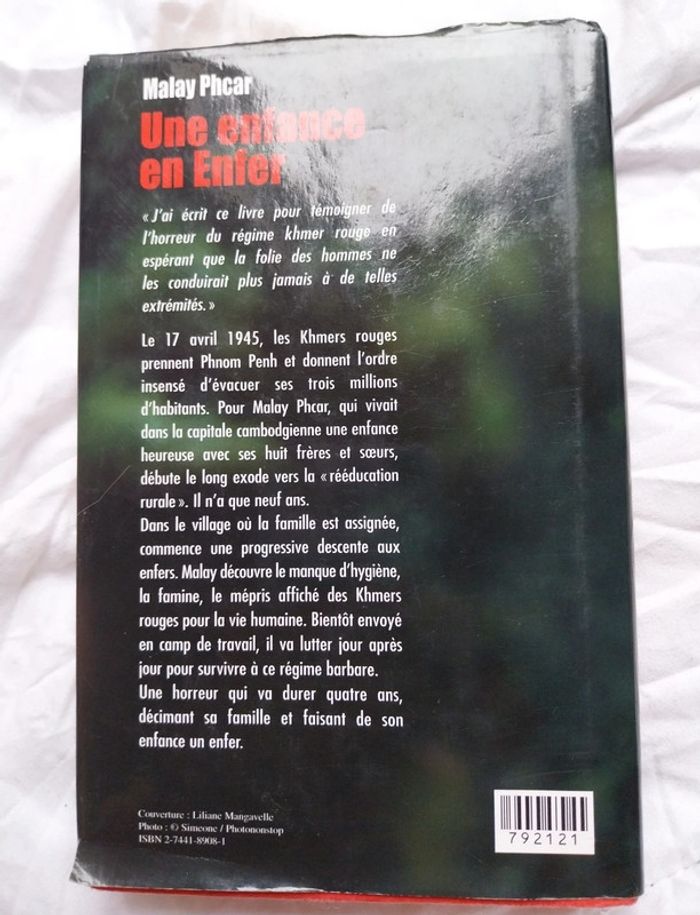 Malay Phcar
Une enfance
en Enfer
« J'ai écrit ce livre pour témoigner de
l'horreur du régime khmer rouge en
espérant que la folie des hommes ne
les conduirait plus jamais à de telles
extrémités. »
Le 17 avril 1945, les Khmers rouges
prennent Phnom Penh et donnent l'ordre
insensé d'évacuer ses trois millions
d'habitants. Pour Malay Phcar, qui vivait
dans la capitale cambodgienne une enfance
heureuse avec ses huit frères et sœurs,
débute le long exode vers la « rééducation
rurale ». Il n'a que neuf ans.
Dans le village où la famille est assignée,
commence une progressive descente aux
enfers. Malay découvre le manque d'hygiène,
la famine, le mépris affiché des Khmers
rouges pour la vie humaine. Bientôt envoyé
en camp de travail, il va lutter jour après
jour pour survivre à ce régime barbare.
Une horreur qui va durer quatre ans,
décimant sa famille et faisant de son
enfance un enfer.
Couverture : Liliane Mangavelle
Photo : © Simeone / Photononstop
ISBN 2-7441-8908-1
792121